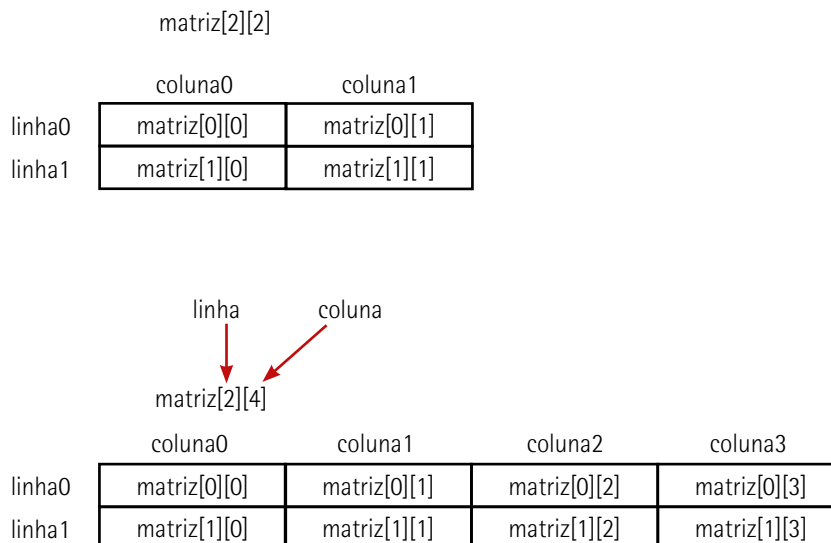 matriz[2][2]
coluna0 coluna1
linha0 matriz[0][0] matriz[0][1]
linha1 matriz[1][0] matriz[1][1]
linha coluna
matriz[2][4]
coluna0 coluna1 coluna2 coluna3
linha0 matriz[0][0] matriz[0][1] matriz[0][2] matriz[0][3]
linha1 matriz[1][0] matriz[1][1] matriz[1][2] matriz[1][3]